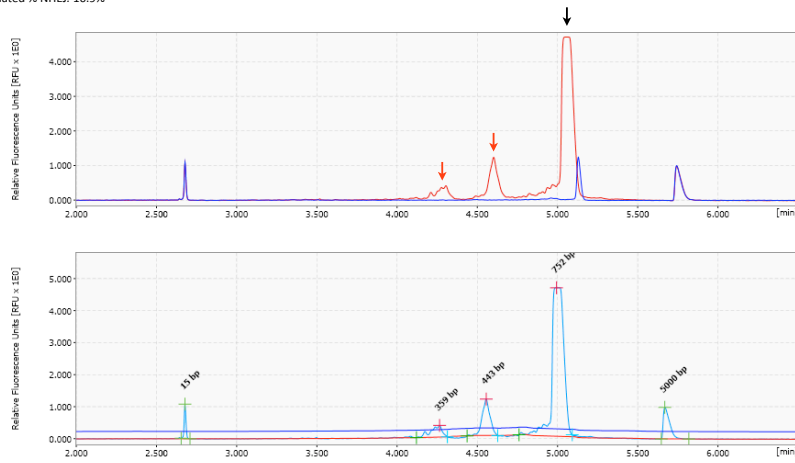 Relative Fluorescence Units [RFU x 1E0]
4.000
3.000
2.000
1.000
0.000
2.000 2.500 3.000 3.500 4.000 4.500 5.000 5.500 6.000 [min
Relative Fluorescence Units [RFU x 1E0]
5.000
4.000
3.000
2.000
1.000
0.000
15 bp
359 bp
443 bp
752 bp
5000 bp
2.000 2.500 3.000 3.500 4.000 4.500 5.000 5.500 6.000 [min